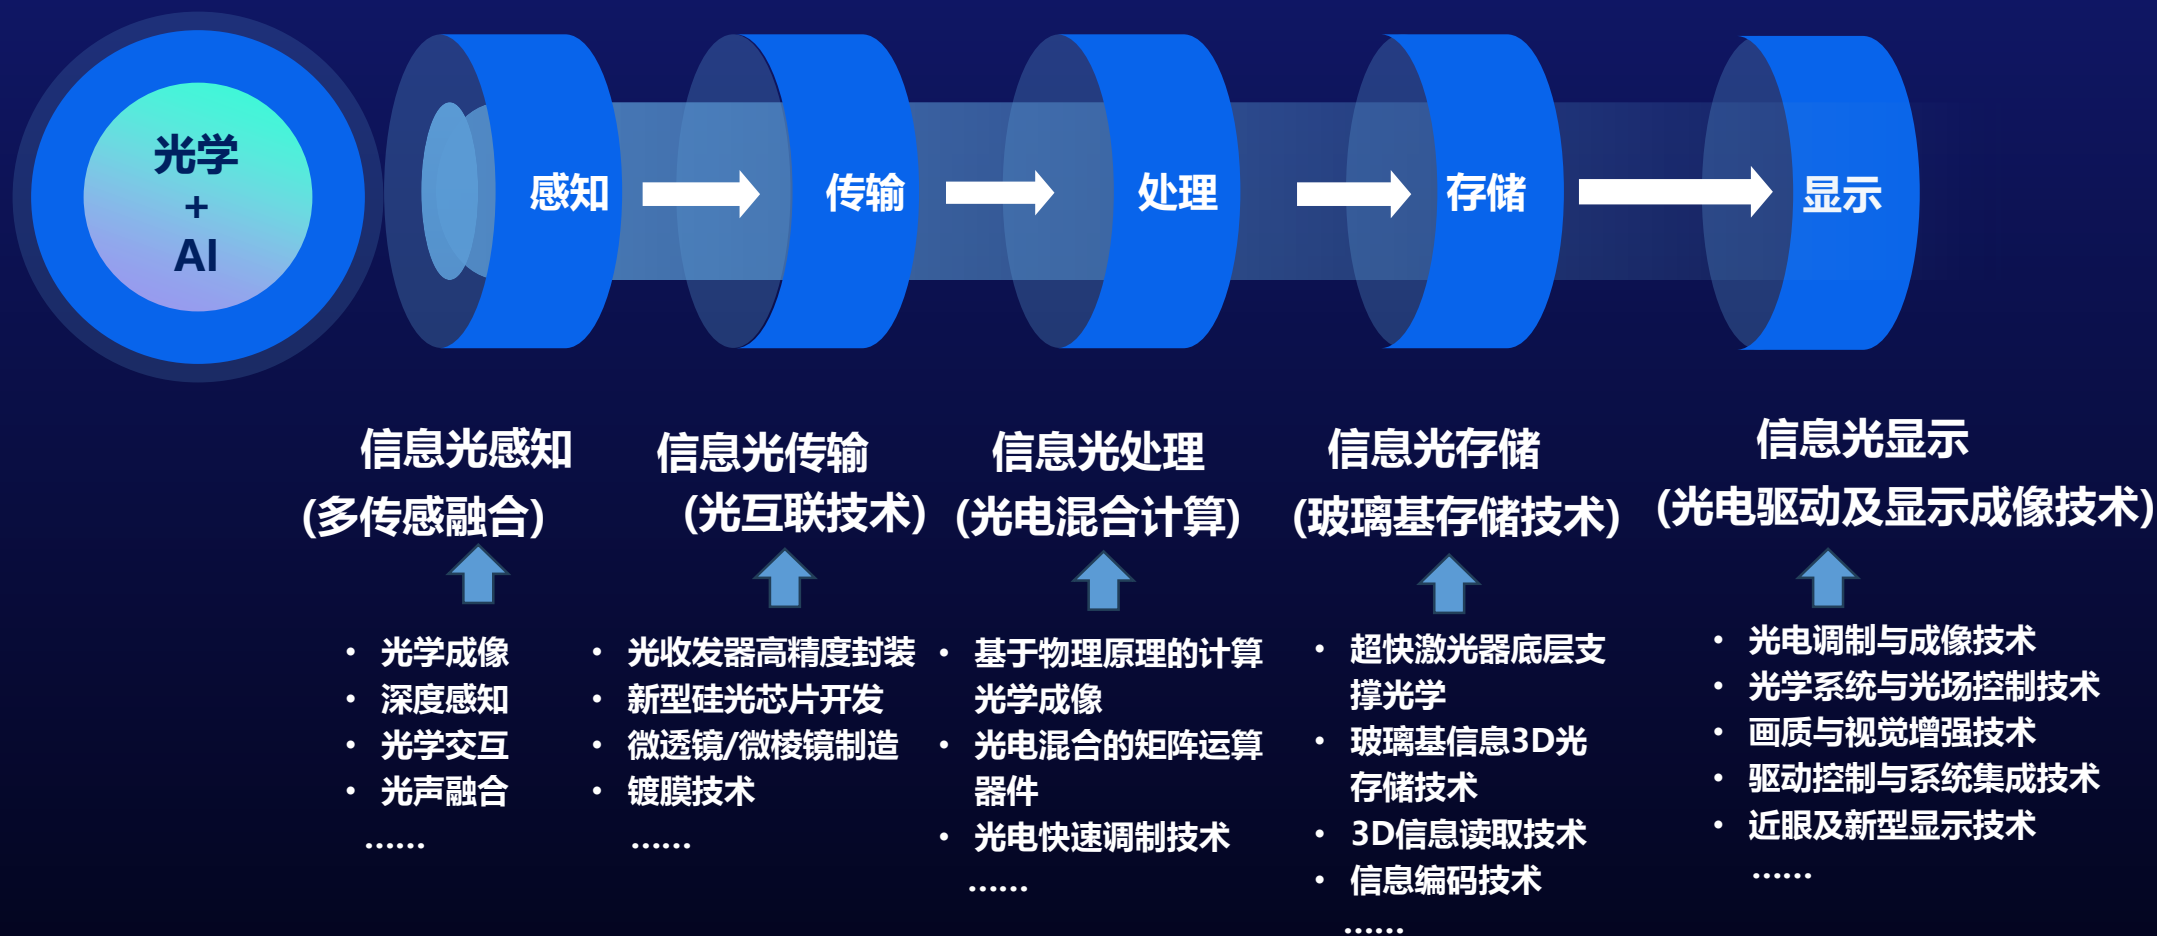 光学
+
AI
感知
传输
处理
存储
显示
信息光感知
(多传感融合)
• 光学成像
• 深度感知
• 光学交互
• 光声融合
……
信息光传输
(光互联技术)
• 光收发器高精度封装
• 新型硅光芯片开发
• 微透镜/微棱镜制造
• 镀膜技术
……
信息光处理
(光电混合计算)
• 基于物理原理的计算
光学成像
• 光电混合的矩阵运算
器件
• 光电快速调制技术
……
信息光存储
(玻璃基存储技术)
• 超快激光器底层支
撑光学
• 玻璃基信息3D光
存储技术
• 3D信息读取技术
• 信息编码技术
……
信息光显示
(光电驱动及显示成像技术)
• 光电调制与成像技术
• 光学系统与光场控制技术
• 画质与视觉增强技术
• 驱动控制与系统集成技术
• 近眼及新型显示技术
……